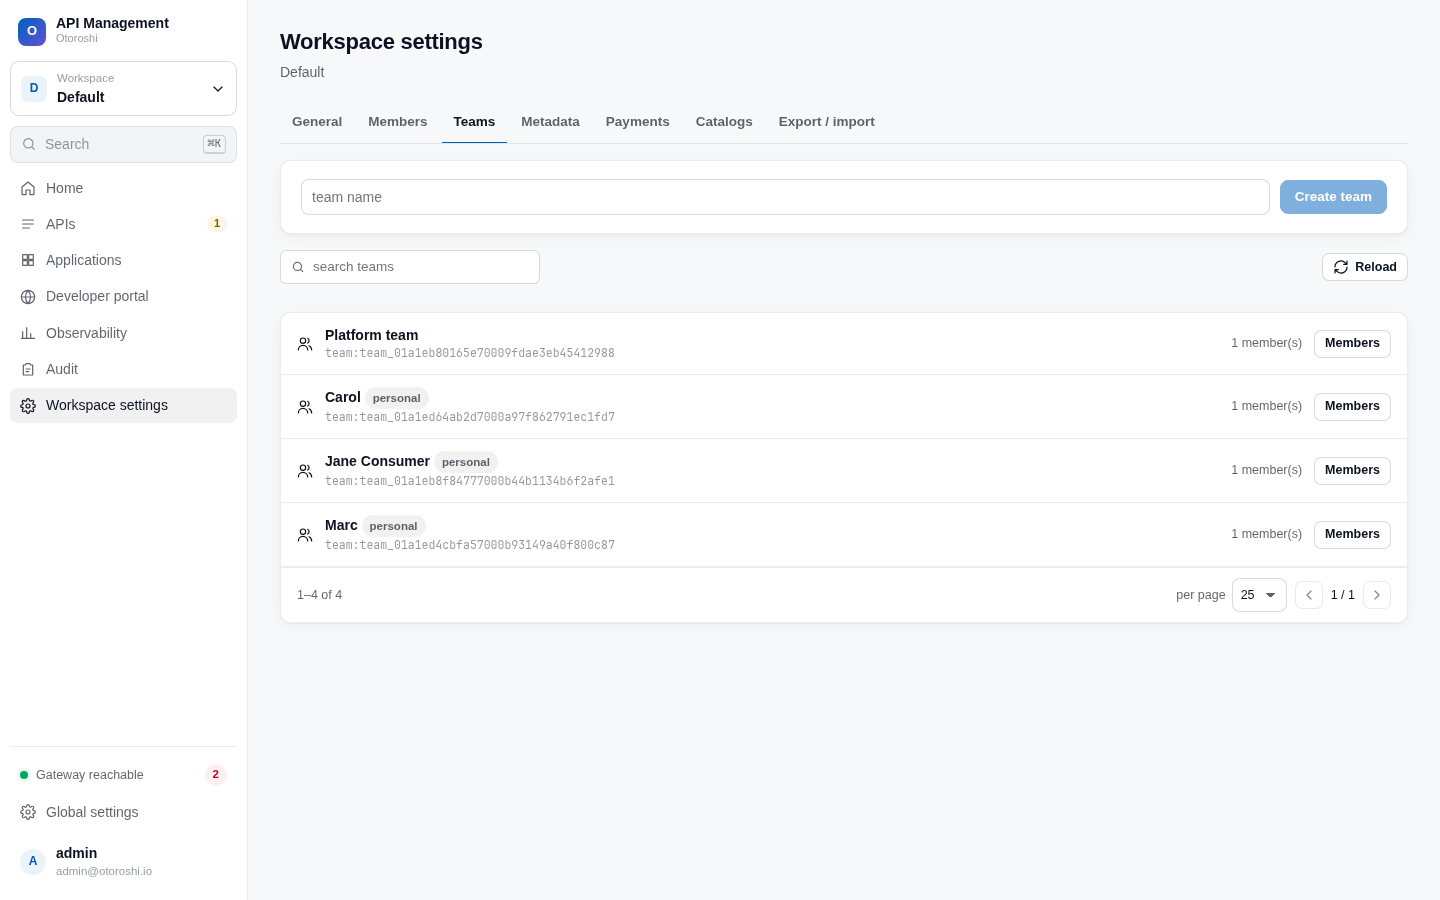 O
API Management
Otoroshi
D
Workspace
Default
Search
⌘K
Home
APIs
1
Applications
Developer portal
Observability
Audit
Workspace settings
Gateway reachable
2
Global settings
A
admin
admin@otoroshi.io
Workspace settings
Default
General Members Teams Metadata Payments Catalogs Export / import
team name
Create team
search teams
Reload
Platform team
team:team_01a1eb80165e70009fdae3eb45412988
1 member(s) Members
Carol personal
team:team_01a1ed64ab2d7000a97f862791ec1fd7
1 member(s) Members
Jane Consumer personal
team:team_01a1eb8f84777000b44b1134b6f2afe1
1 member(s) Members
Marc personal
team:team_01a1ed4cbfa57000b93149a40f800c87
1 member(s) Members
1–4 of 4
per page 25 1 / 1